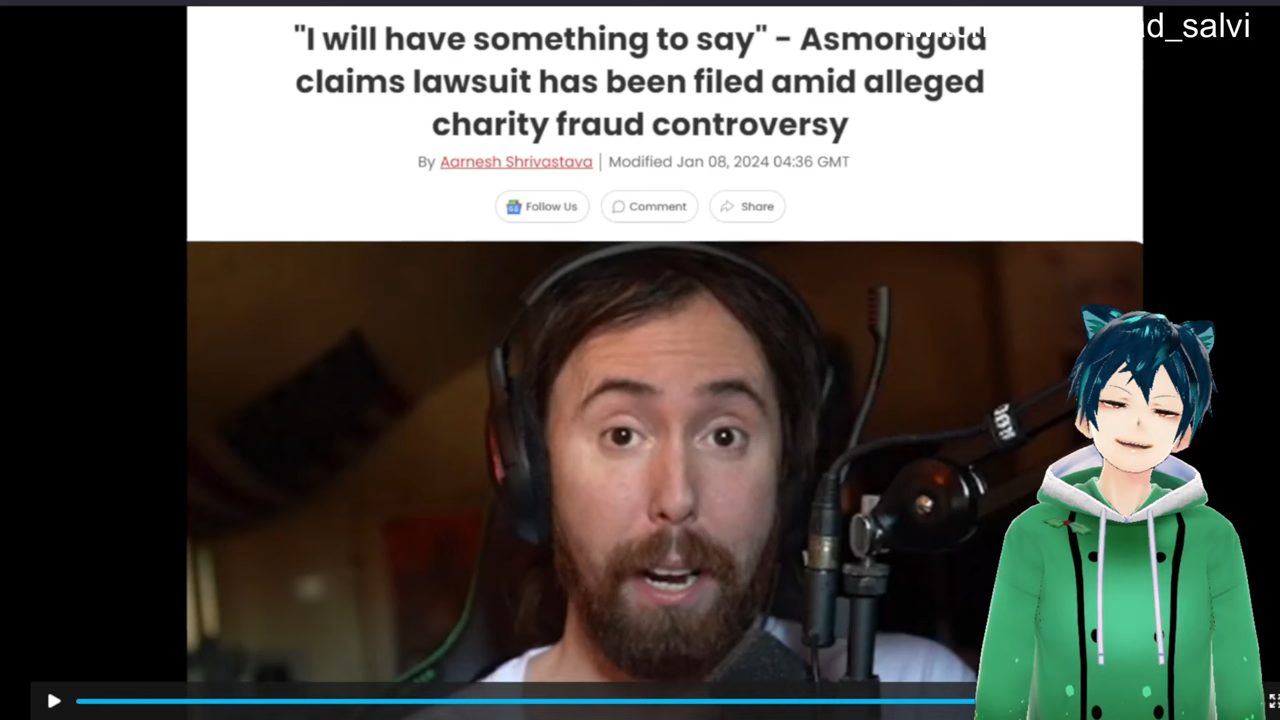 "I will have something to say" – Asmongold
claims lawsuit has been filed amid alleged
charity fraud controversy
By Aarnesh Shrivastava | Modified Jan 08, 2024 04:36 GMT
Follow Us Comment Share